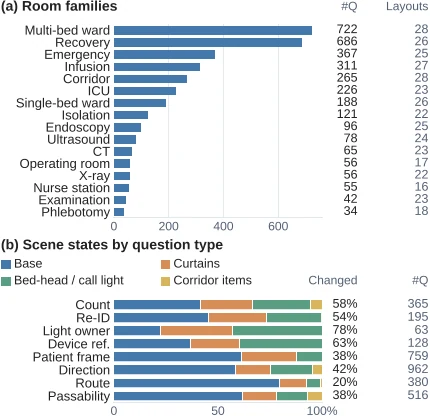 (a) Room families #Q Layouts
Multi-bed ward 722 28
Recovery 686 26
Emergency 367 25
Infusion 311 27
Corridor 265 28
ICU 226 23
Single-bed ward 188 26
Isolation 121 22
Endoscopy 96 25
Ultrasound 78 24
CT 65 23
Operating room 56 17
X-ray 56 22
Nurse station 55 16
Examination 42 23
Phlebotomy 34 18
0 200 400 600
(b) Scene states by question type
Base Curtains
Bed-head / call light Corridor items Changed #Q
Count 58% 365
Re-ID 54% 195
Light owner 78% 63
Device ref. 63% 128
Patient frame 38% 759
Direction 42% 962
Route 20% 380
Passability 38% 516
0 50 100%